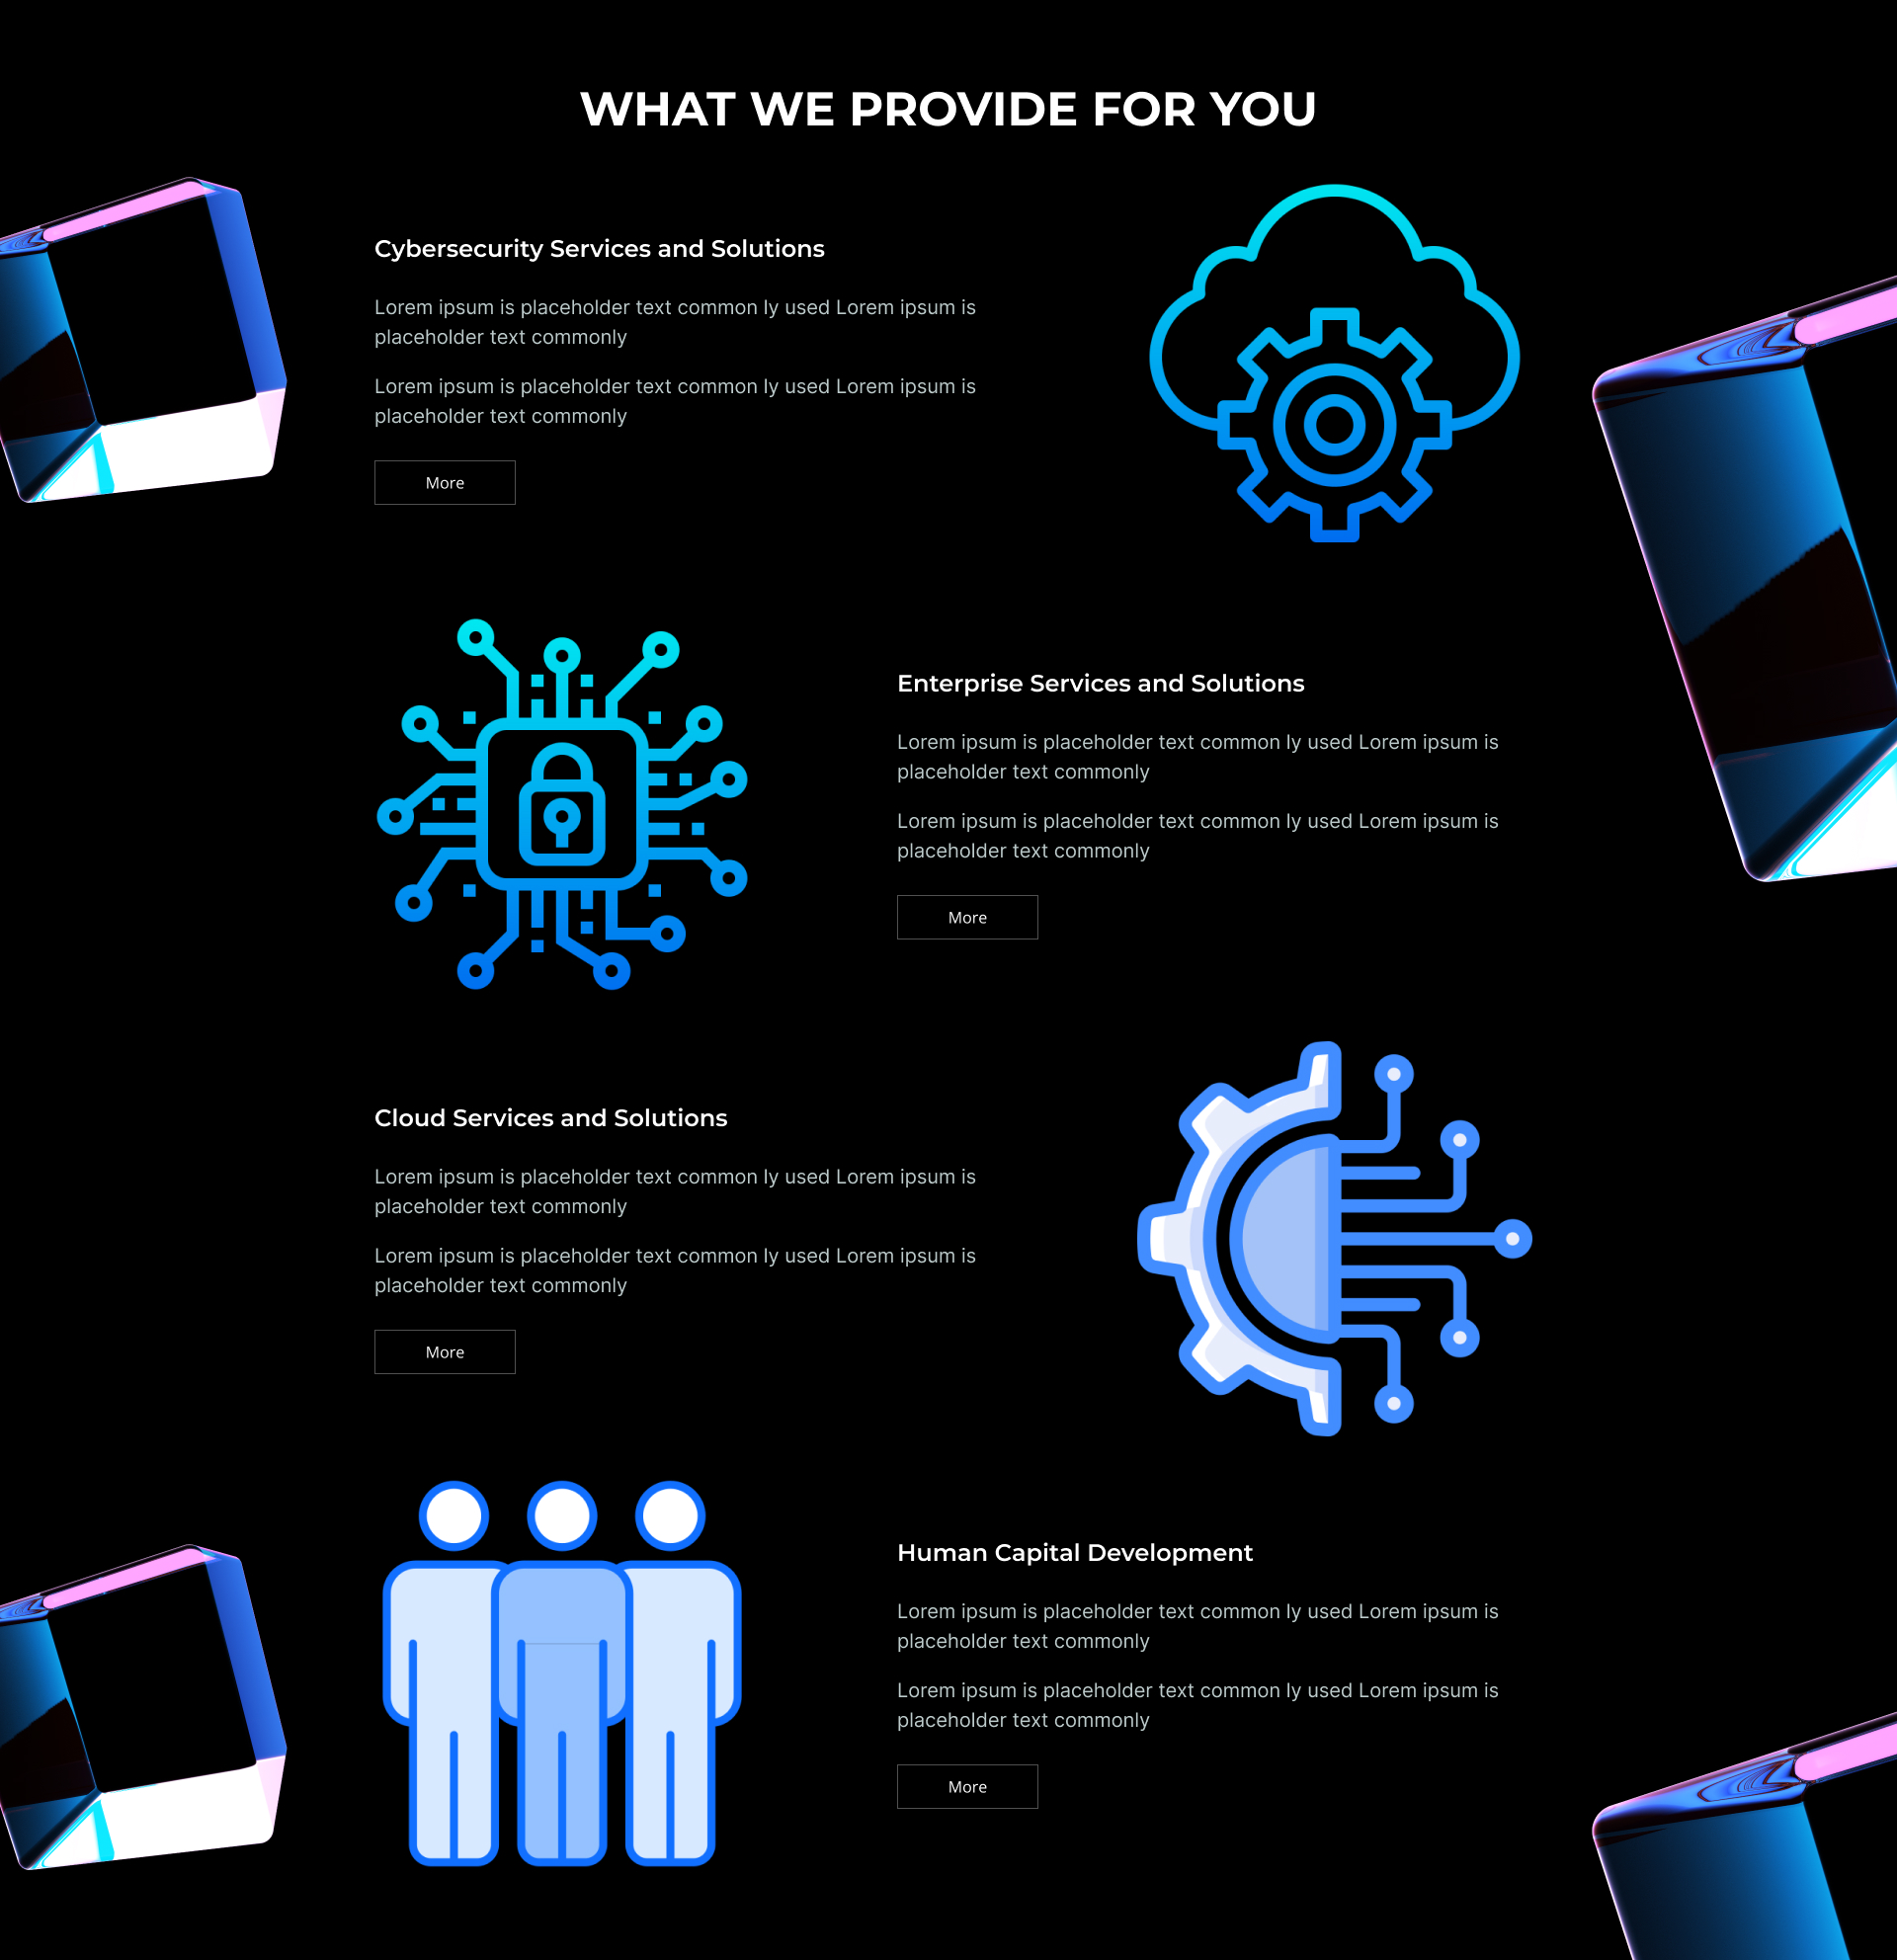 WHAT WE PROVIDE FOR YOU
Cybersecurity Services and Solutions
Lorem ipsum is placeholder text common ly used Lorem ipsum is
placeholder text commonly
Lorem ipsum is placeholder text common ly used Lorem ipsum is
placeholder text commonly
More
Enterprise Services and Solutions
Lorem ipsum is placeholder text common ly used Lorem ipsum is
placeholder text commonly
Lorem ipsum is placeholder text common ly used Lorem ipsum is
placeholder text commonly
More
Cloud Services and Solutions
Lorem ipsum is placeholder text common ly used Lorem ipsum is
placeholder text commonly
Lorem ipsum is placeholder text common ly used Lorem ipsum is
placeholder text commonly
More
Human Capital Development
Lorem ipsum is placeholder text common ly used Lorem ipsum is
placeholder text commonly
Lorem ipsum is placeholder text common ly used Lorem ipsum is
placeholder text commonly
More